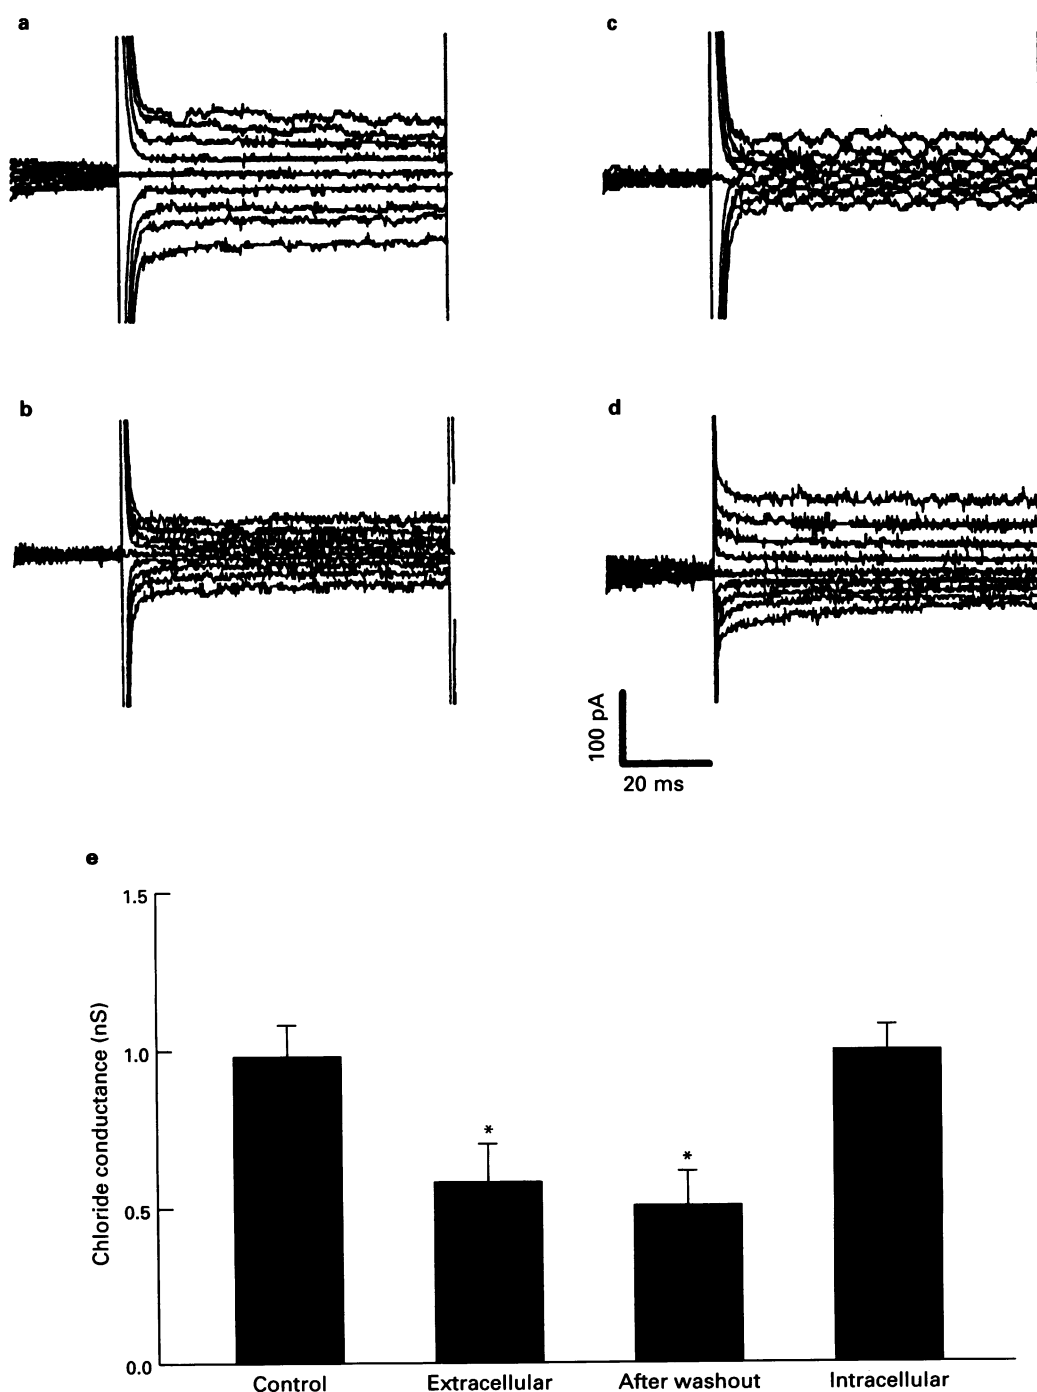 a
c
b
d
100 pA
20 ms
e
Chloride conductance (nS)
1.5
1.0
0.5
0.0
*
*
Control
Extracellular
After washout
Intracellular